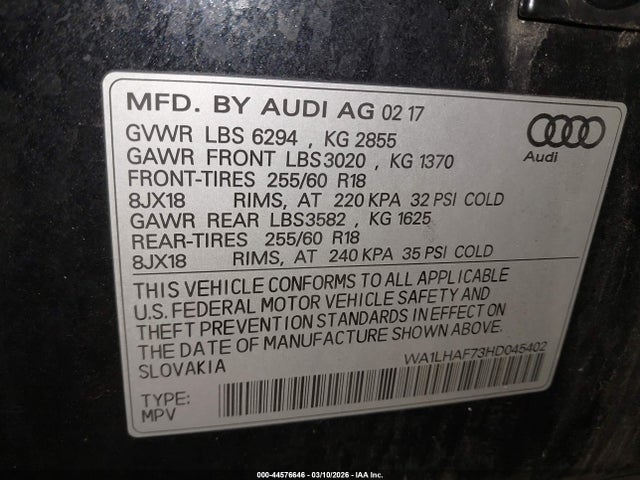 MFD. BY AUDI AG 02 17
GVWR LBS 6294 , KG 2855
GAWR FRONT LBS3020 , KG 1370
FRONT-TIRES 255/60 R18
8JX18 RIMS, AT 220 KPA 32 PSI COLD
GAWR REAR LBS3582 , KG 1625
REAR-TIRES 255/60 R18
8JX18 RIMS, AT 240 KPA 35 PSI COLD
Audi
THIS VEHICLE CONFORMS TO ALL APPLICABLE
U.S. FEDERAL MOTOR VEHICLE SAFETY AND
THEFT PREVENTION STANDARDS IN EFFECT ON
THE DATE OF MANUFACTURE SHOWN ABOVE.
SLOVAKIA
WA1LHAF73HD045402
TYPE:
MPV
000-44576646 - 03/10/2026 - IAA Inc.